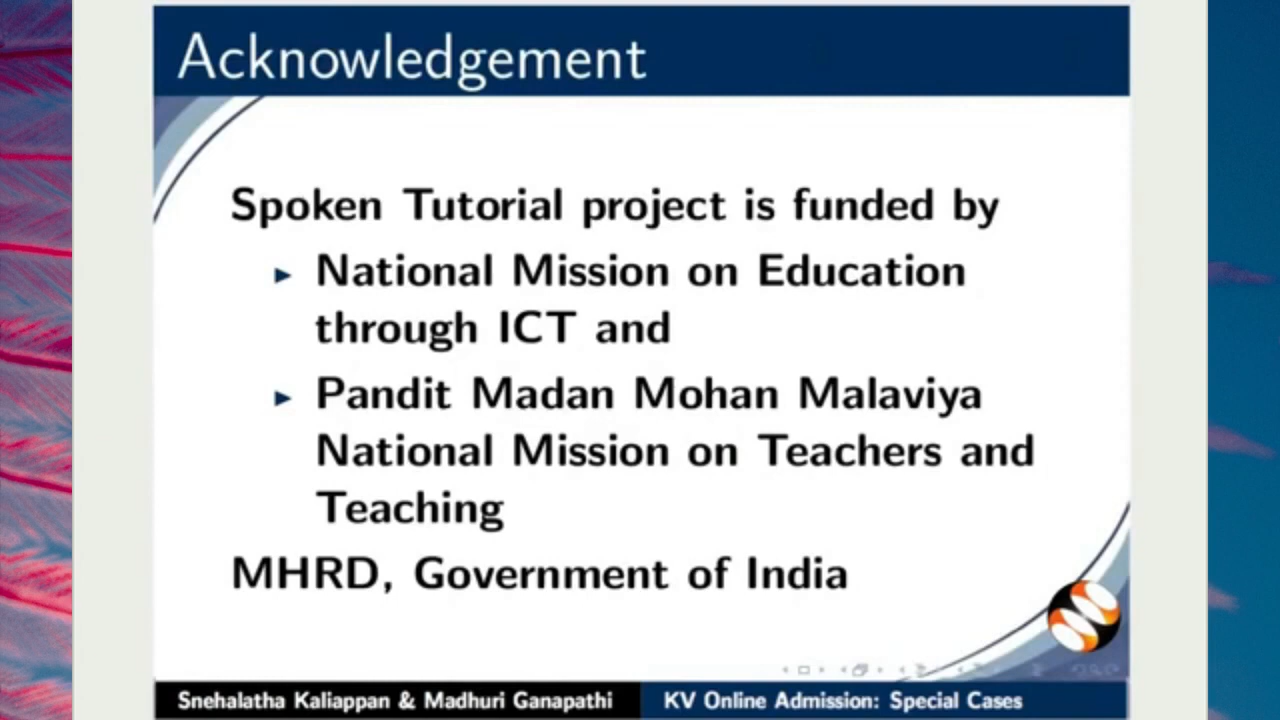 Acknowledgement
Spoken Tutorial project is funded by
National Mission on Education
through ICT and
Pandit Madan Mohan Malaviya
National Mission on Teachers and
Teaching
MHRD, Government of India
Snehalatha Kaliappan & Madhuri Ganapathi
KV Online Admission: Special Cases